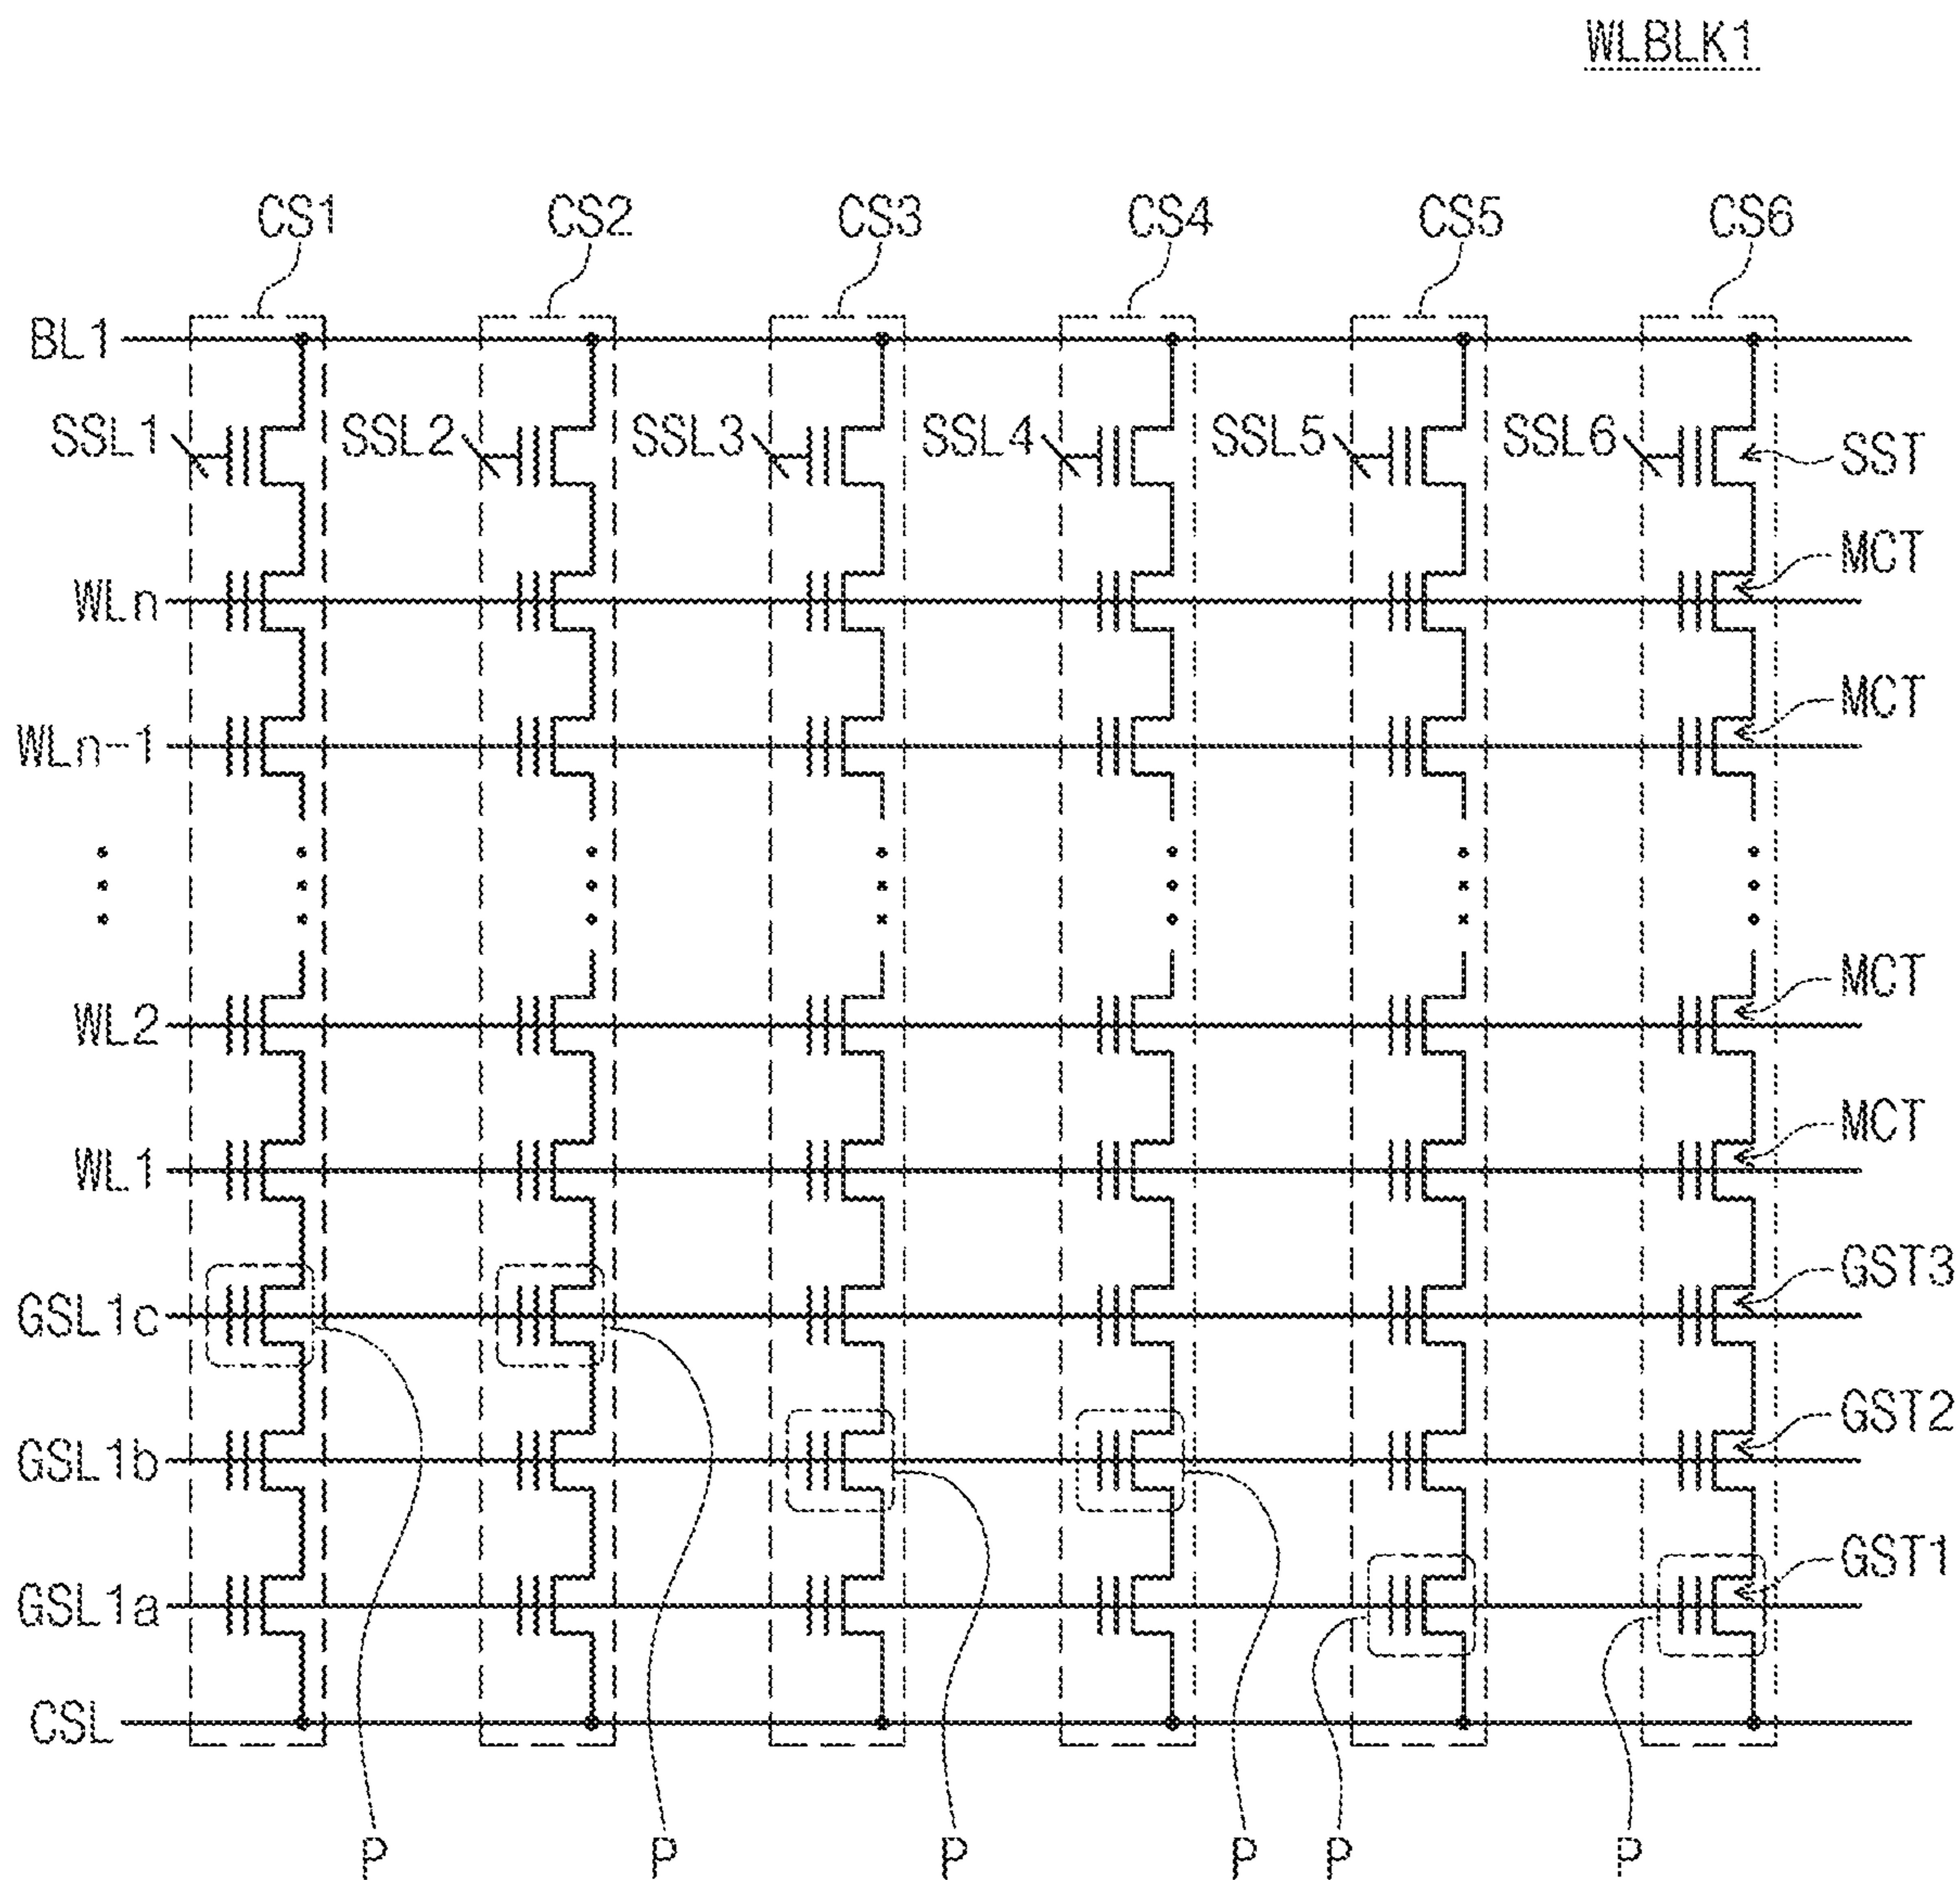 WLBLK1
CS1 CS2 CS3 CS4 CS5 CS6
BL1
SSL1 SSL2 SSL3 SSL4 SSL5 SSL6 SST
WLn MCT
WLn-1 MCT
WL2 MCT
WL1 MCT
GSL1c GST3
GSL1b GST2
GSL1a GST1
CSL
P P P P P P